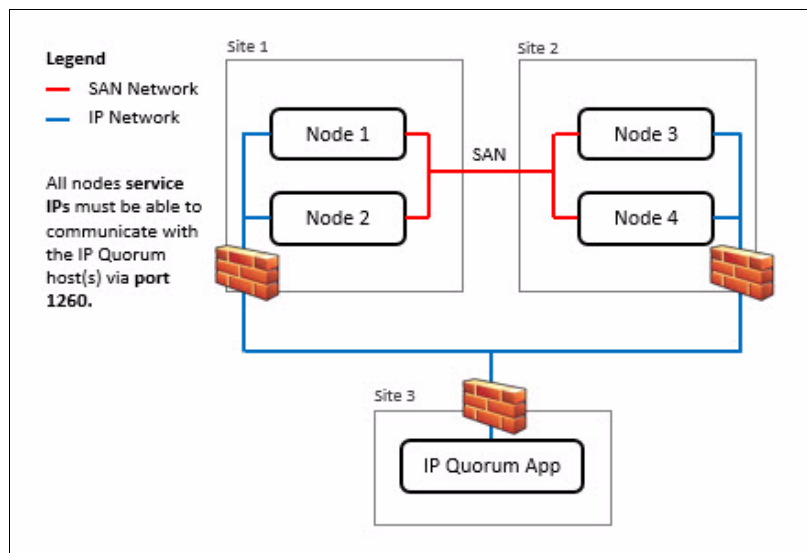 Legend
SAN Network
IP Network
All nodes service
IPs must be able to
communicate with
the IP Quorum
host(s) via port
1260.
Site 1
Node 1
Node 2
SAN
Site 2
Node 3
Node 4
Site 3
IP Quorum App